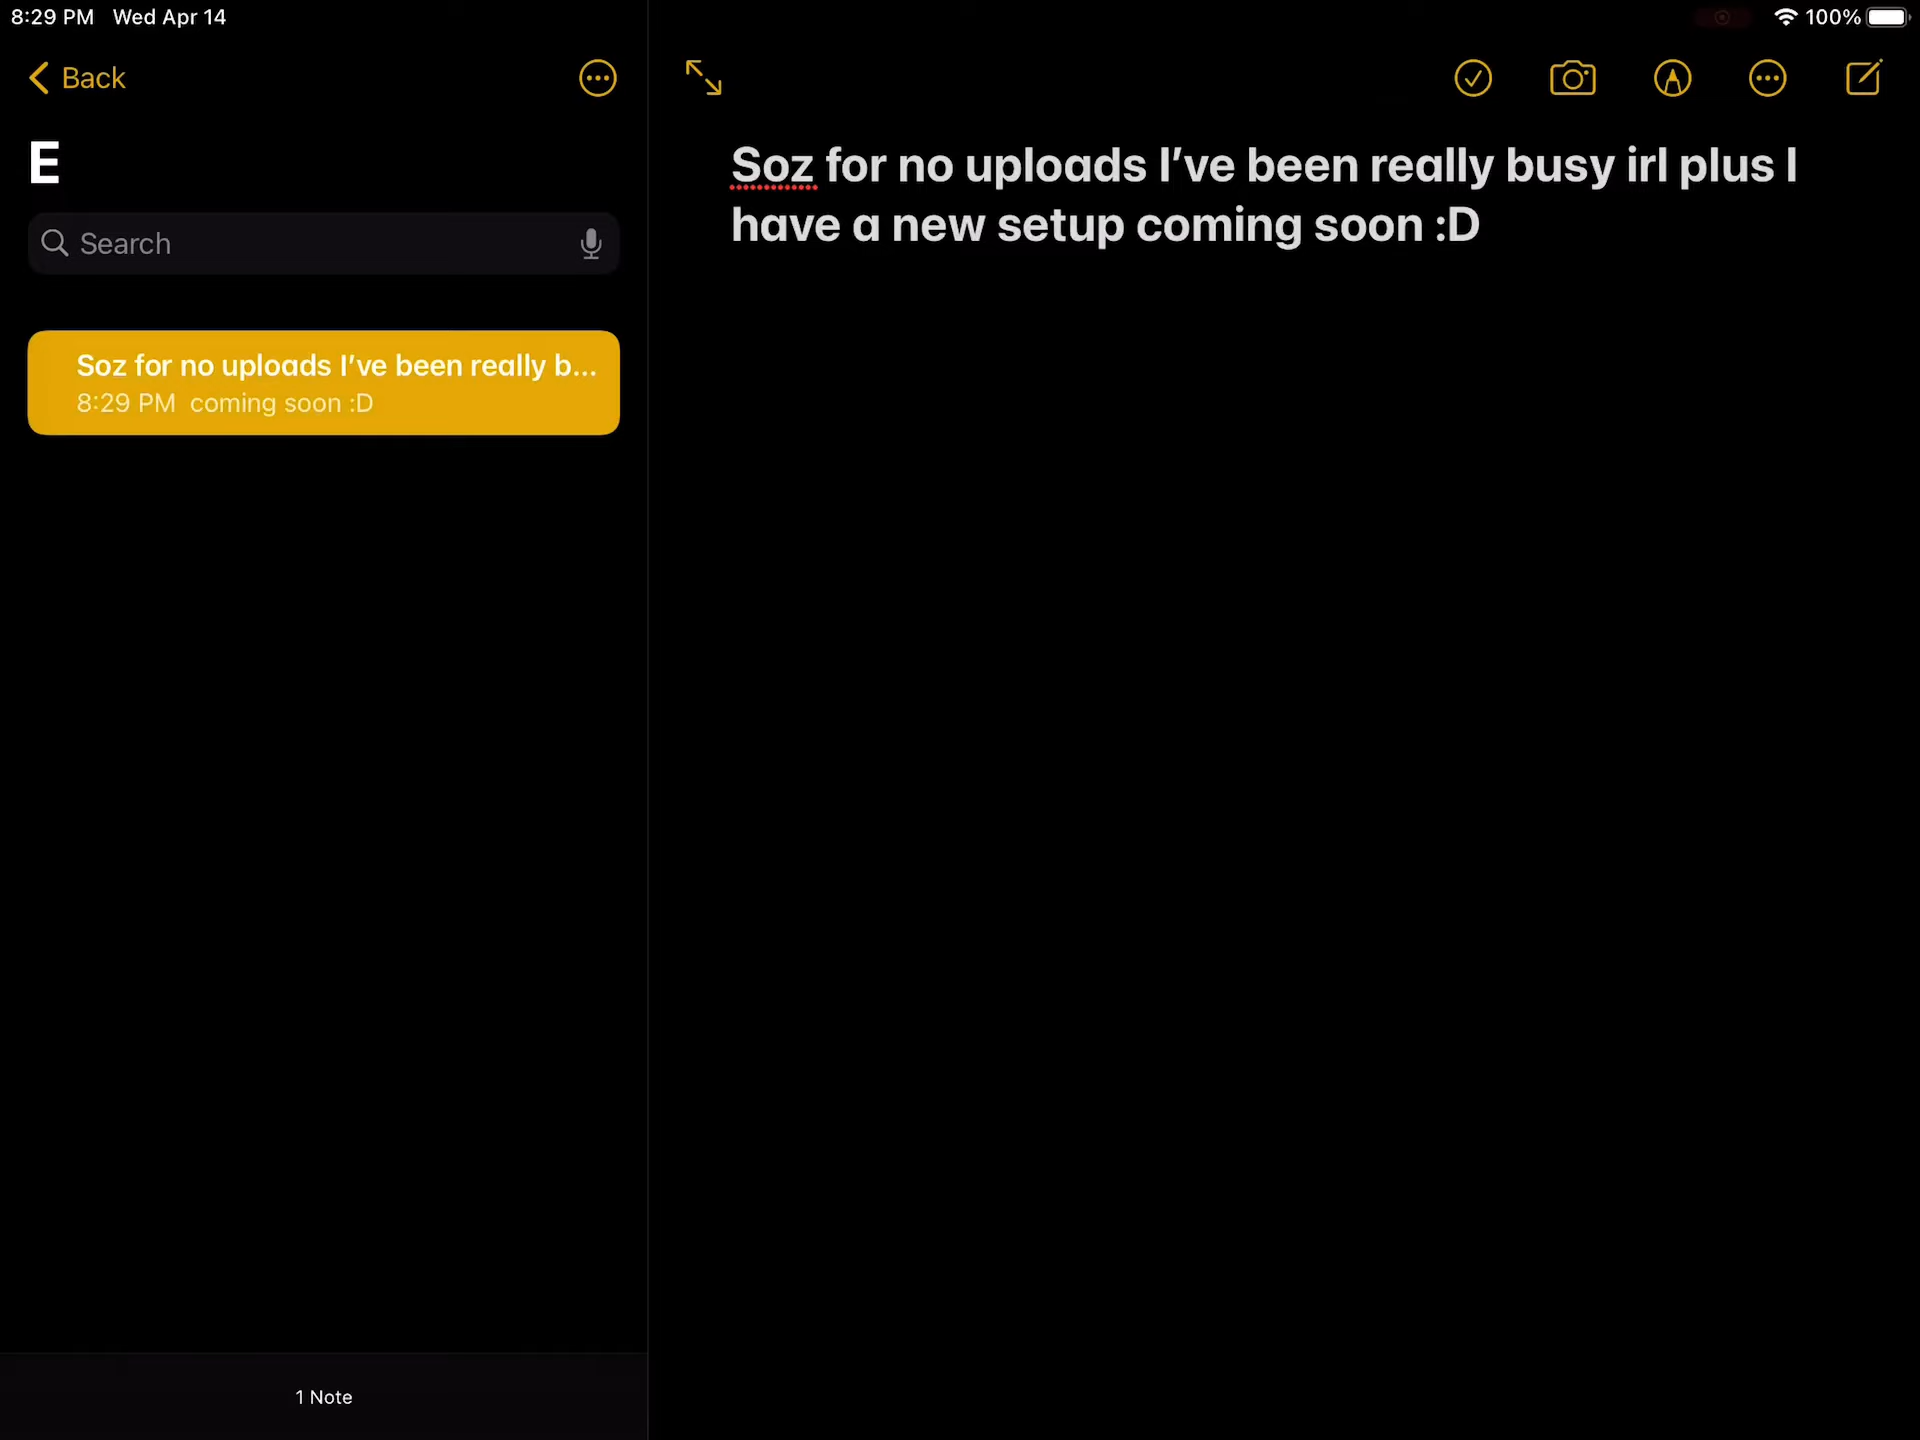 8:29 PM Wed Apr 14
100%
Back
E
Search
Soz for no uploads I’ve been really b...
8:29 PM coming soon :D
1 Note
Soz for no uploads I’ve been really busy irl plus I
have a new setup coming soon :D